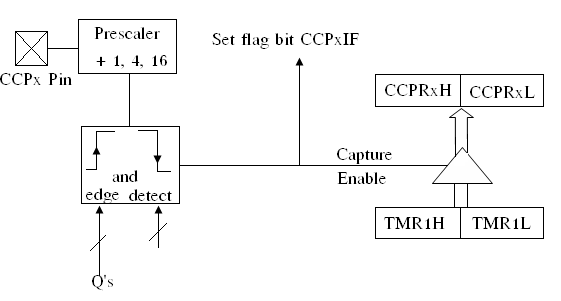 Prescaler
+ 1, 4, 16
CCPx Pin
Set flag bit CCPxIF
CCPRxH CCPRxL
and
edge detect
Capture
Enable
TMR1H TMR1L
Q's